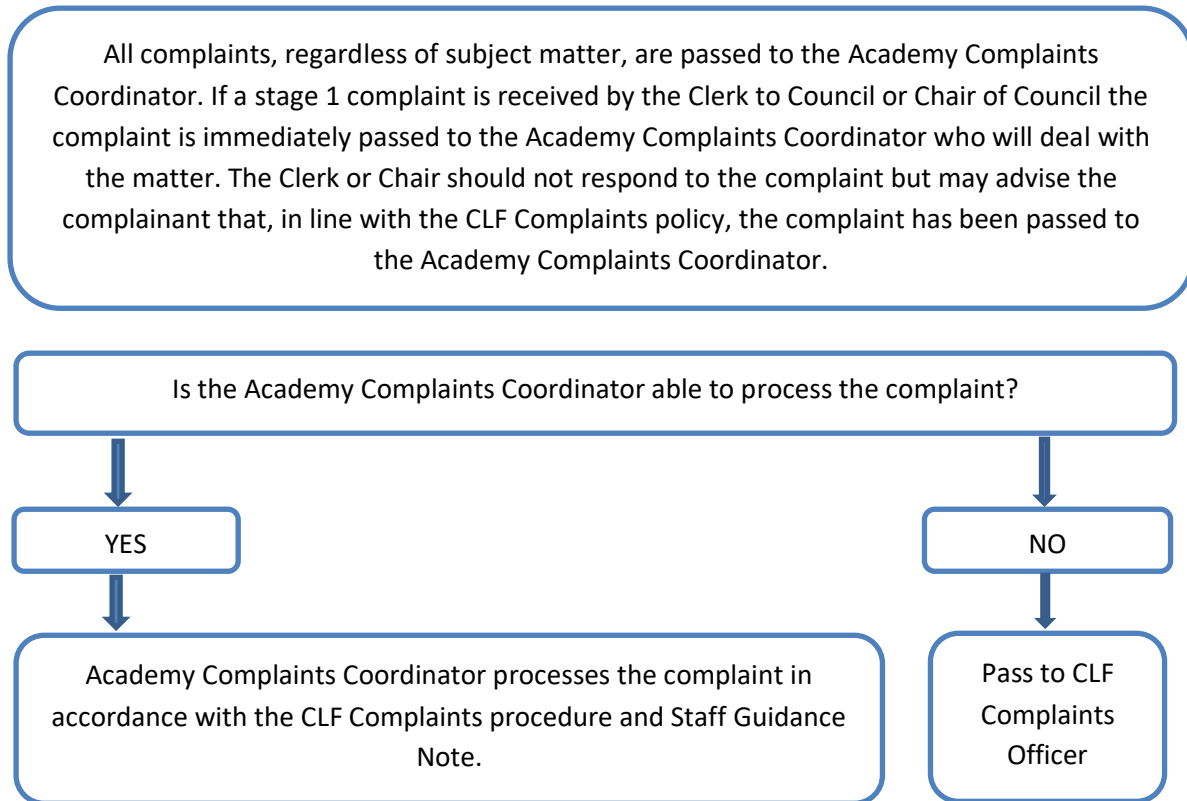 All complaints, regardless of subject matter, are passed to the Academy Complaints
Coordinator. If a stage 1 complaint is received by the Clerk to Council or Chair of Council the
complaint is immediately passed to the Academy Complaints Coordinator who will deal with
the matter. The Clerk or Chair should not respond to the complaint but may advise the
complainant that, in line with the CLF Complaints policy, the complaint has been passed to
the Academy Complaints Coordinator.
Is the Academy Complaints Coordinator able to process the complaint?
YES
NO
Academy Complaints Coordinator processes the complaint in
accordance with the CLF Complaints procedure and Staff Guidance
Note.
Pass to CLF
Complaints
Officer